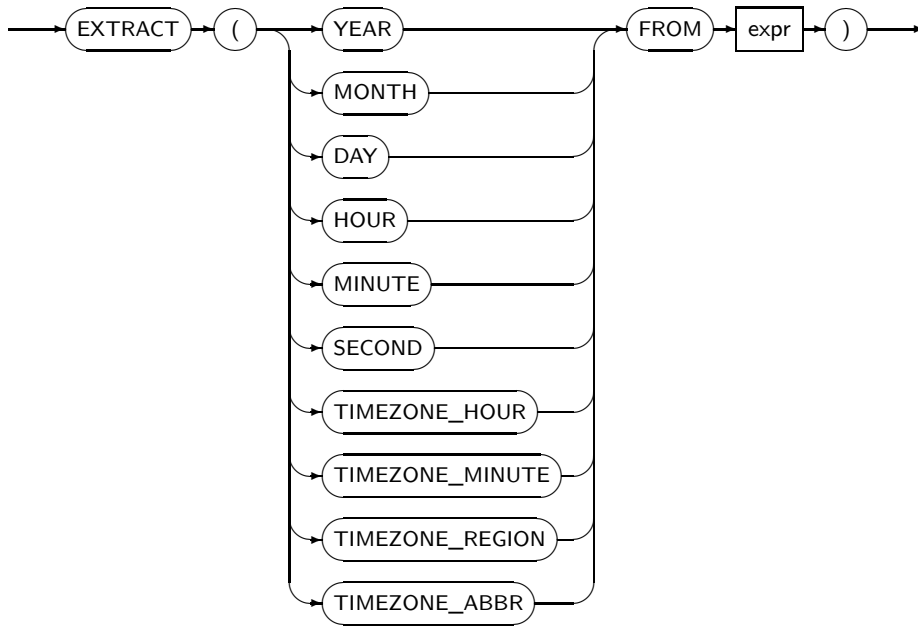 EXTRACT ( YEAR FROM expr )
MONTH
DAY
HOUR
MINUTE
SECOND
TIMEZONE_HOUR
TIMEZONE_MINUTE
TIMEZONE_REGION
TIMEZONE_ABBR